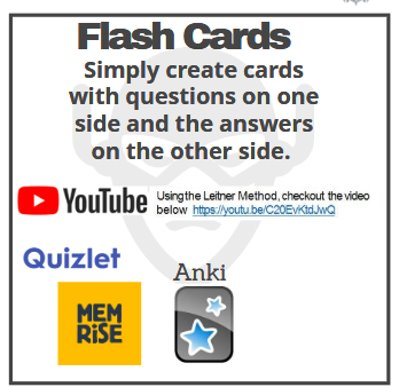 Flash Cards
Simply create cards
with questions on one
side and the answers
on the other side.
YouTube
Using the Leitner Method, checkout the video
below https://youtu.be/C20EvKtdJwQ
Quizlet
Anki
MEM
RiSE